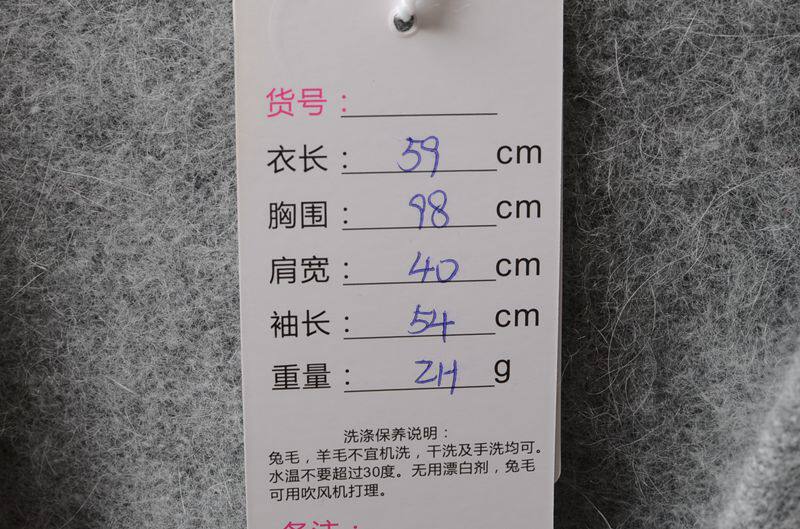 货号：
衣长：59cm
胸围：98cm
肩宽：40cm
袖长：54cm
重量：g
洗涤保养说明：
兔毛，羊毛不宜机洗，干洗及手洗均可。
水温不要超过30度。无用漂白剂，兔毛
可用吹风机打理。
备注：